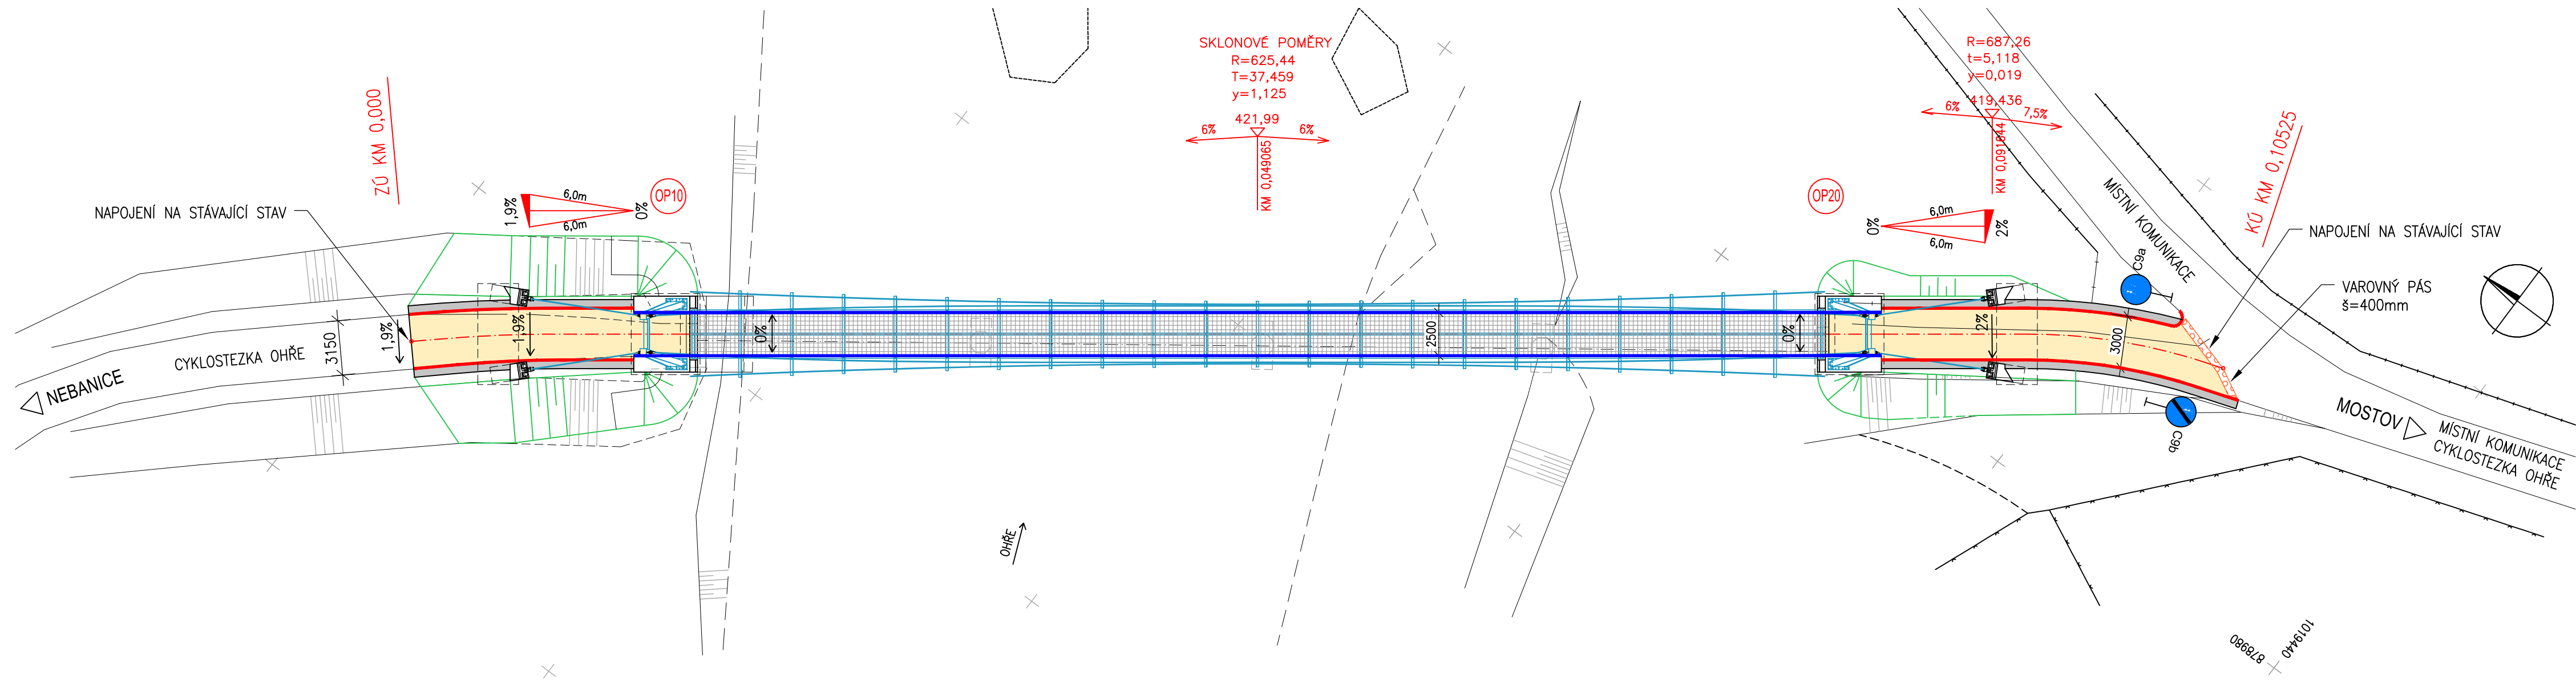 SKLONOVÉ POMĚRY
R=625,44
T=37,459
y=1,125
421,99
6%
6%
KM 0,049065
R=687,26
t=5,118
y=0,019
419,436
6%
7,5%
KM 0,091644
ZÚ KM 0,000
KÚ KM 0,10525
NAPOJENÍ NA STÁVAJÍCÍ STAV
1,9%
6,0m
6,0m
0%
OP10
OP20
0%
6,0m
6,0m
2%
MÍSTNÍ KOMUNIKACE
C9a
NAPOJENÍ NA STÁVAJÍCÍ STAV
VAROVNÝ PÁS
š=400mm
NEBANICE
CYKLOSTEZKA OHŘE
3150
1,9%
1,9%
0%
2500
0%
2%
3000
C9b
MOSTOV
MÍSTNÍ KOMUNIKACE
CYKLOSTEZKA OHŘE
OHŘE
878980
1019440